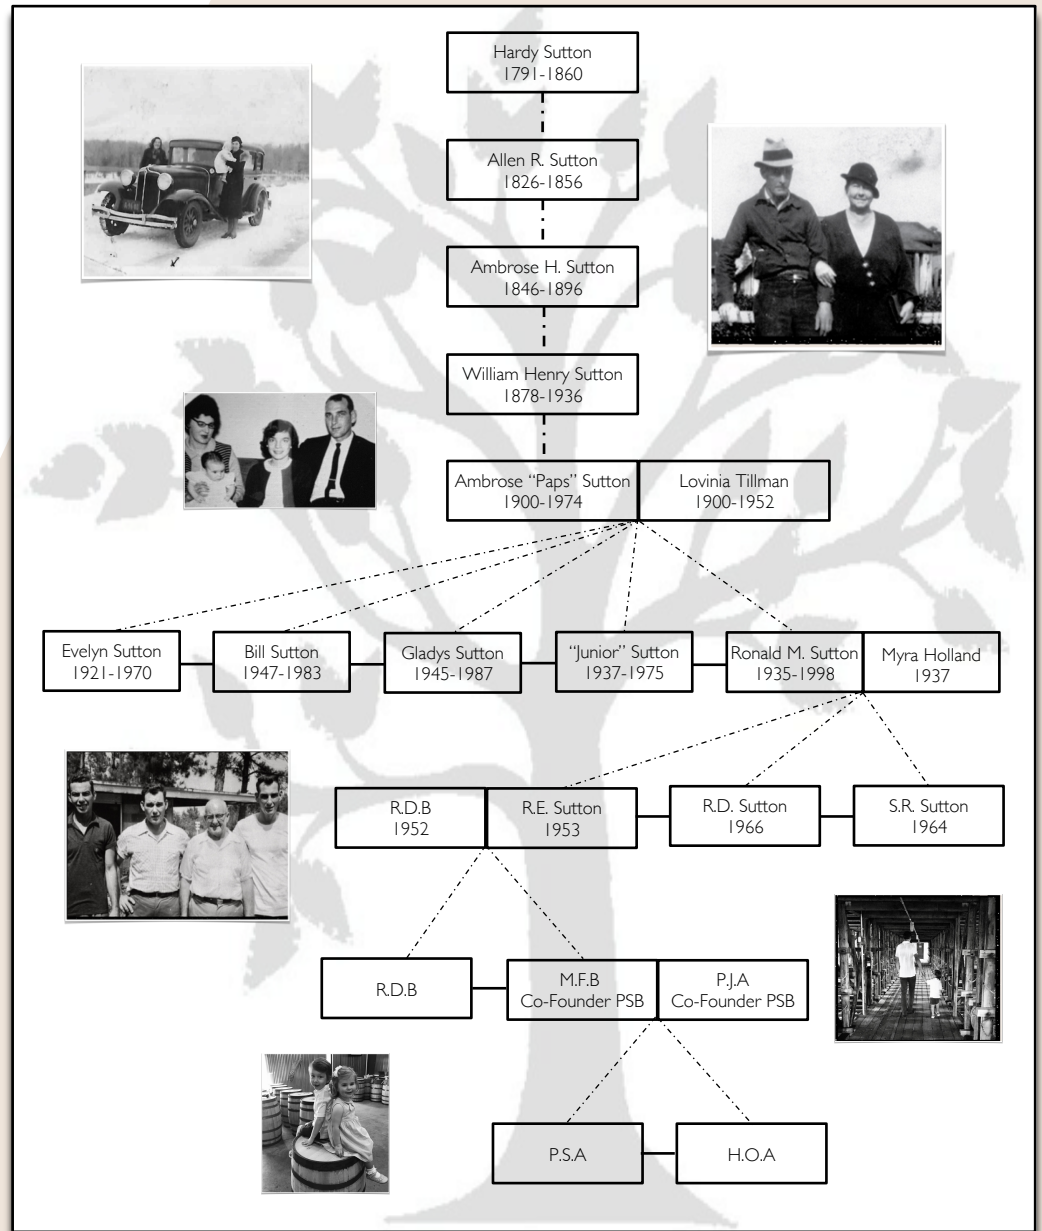 Hardy Sutton
1791-1860
Allen R. Sutton
1826-1856
Ambrose H. Sutton
1846-1896
William Henry Sutton
1878-1936
Ambrose “Paps” Sutton
1900-1974
Lovinia Tillman
1900-1952
Evelyn Sutton
1921-1970
Bill Sutton
1947-1983
Gladys Sutton
1945-1987
“Junior” Sutton
1937-1975
Ronald M. Sutton
1935-1998
Myra Holland
1937
R.D.B
1952
R.E. Sutton
1953
R.D. Sutton
1966
S.R. Sutton
1964
R.D.B
M.F.B
Co-Founder PSB
P.J.A
Co-Founder PSB
P.S.A
H.O.A